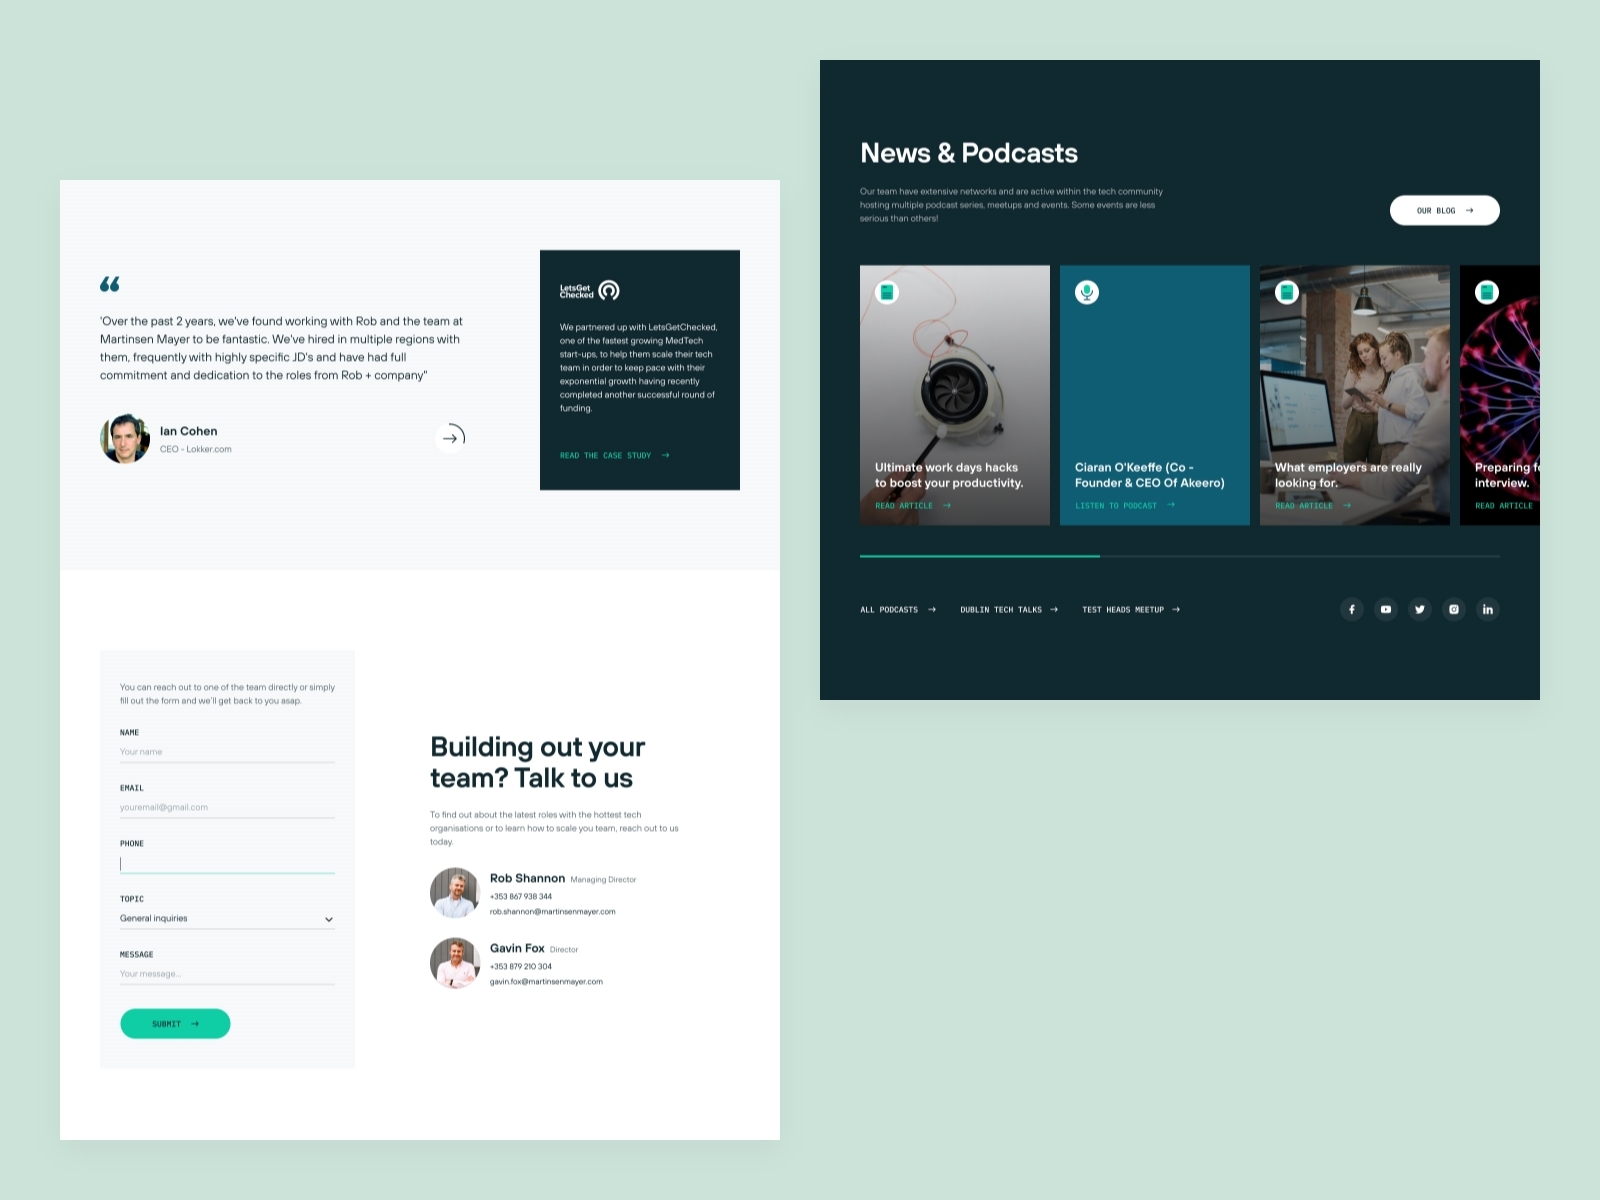 “
'Over the past 2 years, we've found working with Rob and the team at
Martinsen Mayer to be fantastic. We've hired in multiple regions with
them, frequently with highly specific JD's and have had full
commitment and dedication to the roles from Rob + company"
Ian Cohen
CEO - Lokker.com
LetsGet
Checked
We partnered up with LetsGetChecked,
one of the fastest growing MedTech
start-ups, to help them scale their tech
team in order to keep pace with their
exponential growth having recently
completed another successful round of
funding.
READ THE CASE STUDY →
You can reach out to one of the team directly or simply
fill out the form and we'll get back to you asap.
NAME
Your name
EMAIL
youremail@gmail.com
PHONE
TOPIC
General inquiries
MESSAGE
Your message...
SUBMIT →
Building out your
team? Talk to us
To find out about the latest roles with the hottest tech
organisations or to learn how to scale you team, reach out to us
today.
Rob Shannon Managing Director
+353 867 938 344
rob.shannon@martinsenmayer.com
Gavin Fox Director
+353 879 210 304
gavin.fox@martinsenmayer.com
News & Podcasts
Our team have extensive networks and are active within the tech community
hosting multiple podcast series, meetups and events. Some events are less
serious than others!
OUR BLOG →
Ultimate work days hacks
to boost your productivity.
READ ARTICLE →
Ciaran O'Keeffe (Co -
Founder & CEO Of Akeero)
LISTEN TO PODCAST →
What employers are really
looking for.
READ ARTICLE →
Preparing
interview.
READ ARTICLE
ALL PODCASTS → DUBLIN TECH TALKS → TEST HEADS MEETUP →